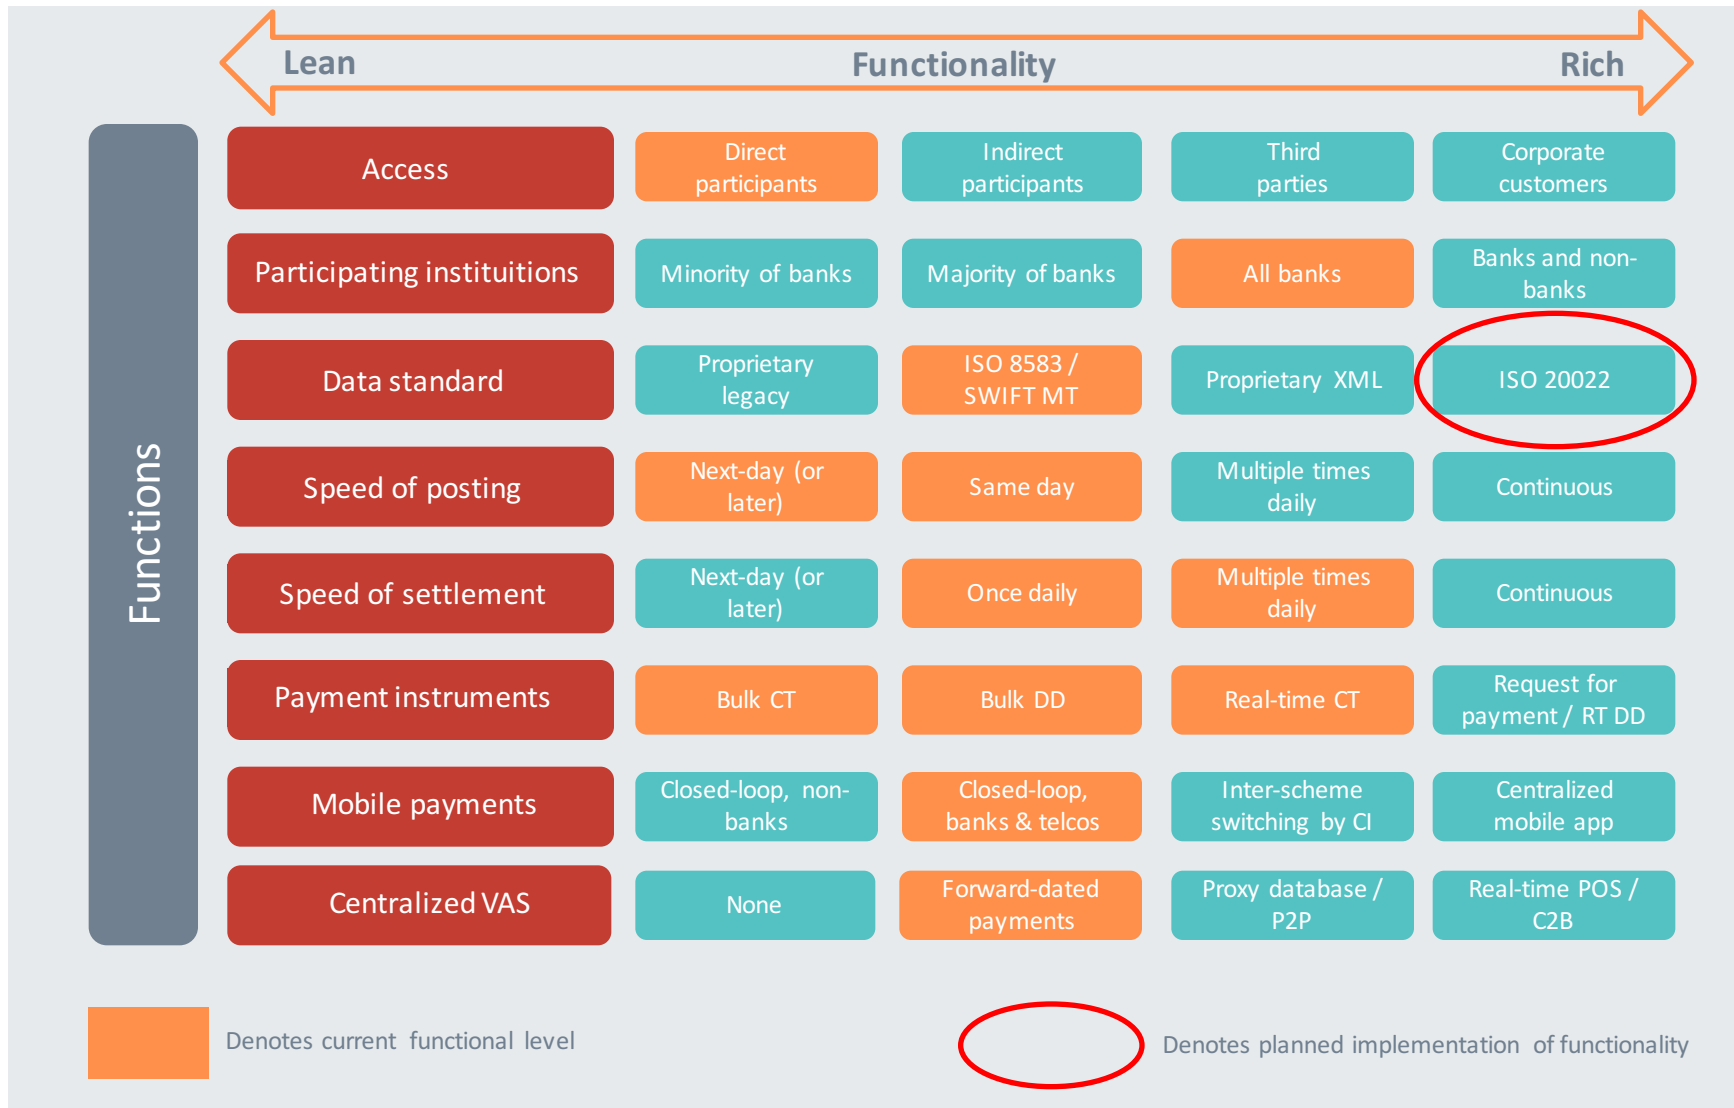 Lean
Functionality
Rich
Functions
Access
Direct
participants
Indirect
participants
Third
parties
Corporate
customers
Participating instituitions
Minority of banks
Majority of banks
All banks
Banks and non-
banks
Data standard
Proprietary
legacy
ISO 8583 /
SWIFT MT
Proprietary XML
ISO 20022
Speed of posting
Next-day (or
later)
Same day
Multiple times
daily
Continuous
Speed of settlement
Next-day (or
later)
Once daily
Multiple times
daily
Continuous
Payment instruments
Bulk CT
Bulk DD
Real-time CT
Request for
payment / RT DD
Mobile payments
Closed-loop, non-
banks
Closed-loop,
banks & telcos
Inter-scheme
switching by CI
Centralized
mobile app
Centralized VAS
None
Forward-dated
payments
Proxy database /
P2P
Real-time POS /
C2B
Denotes current functional level
Denotes planned implementation of functionality